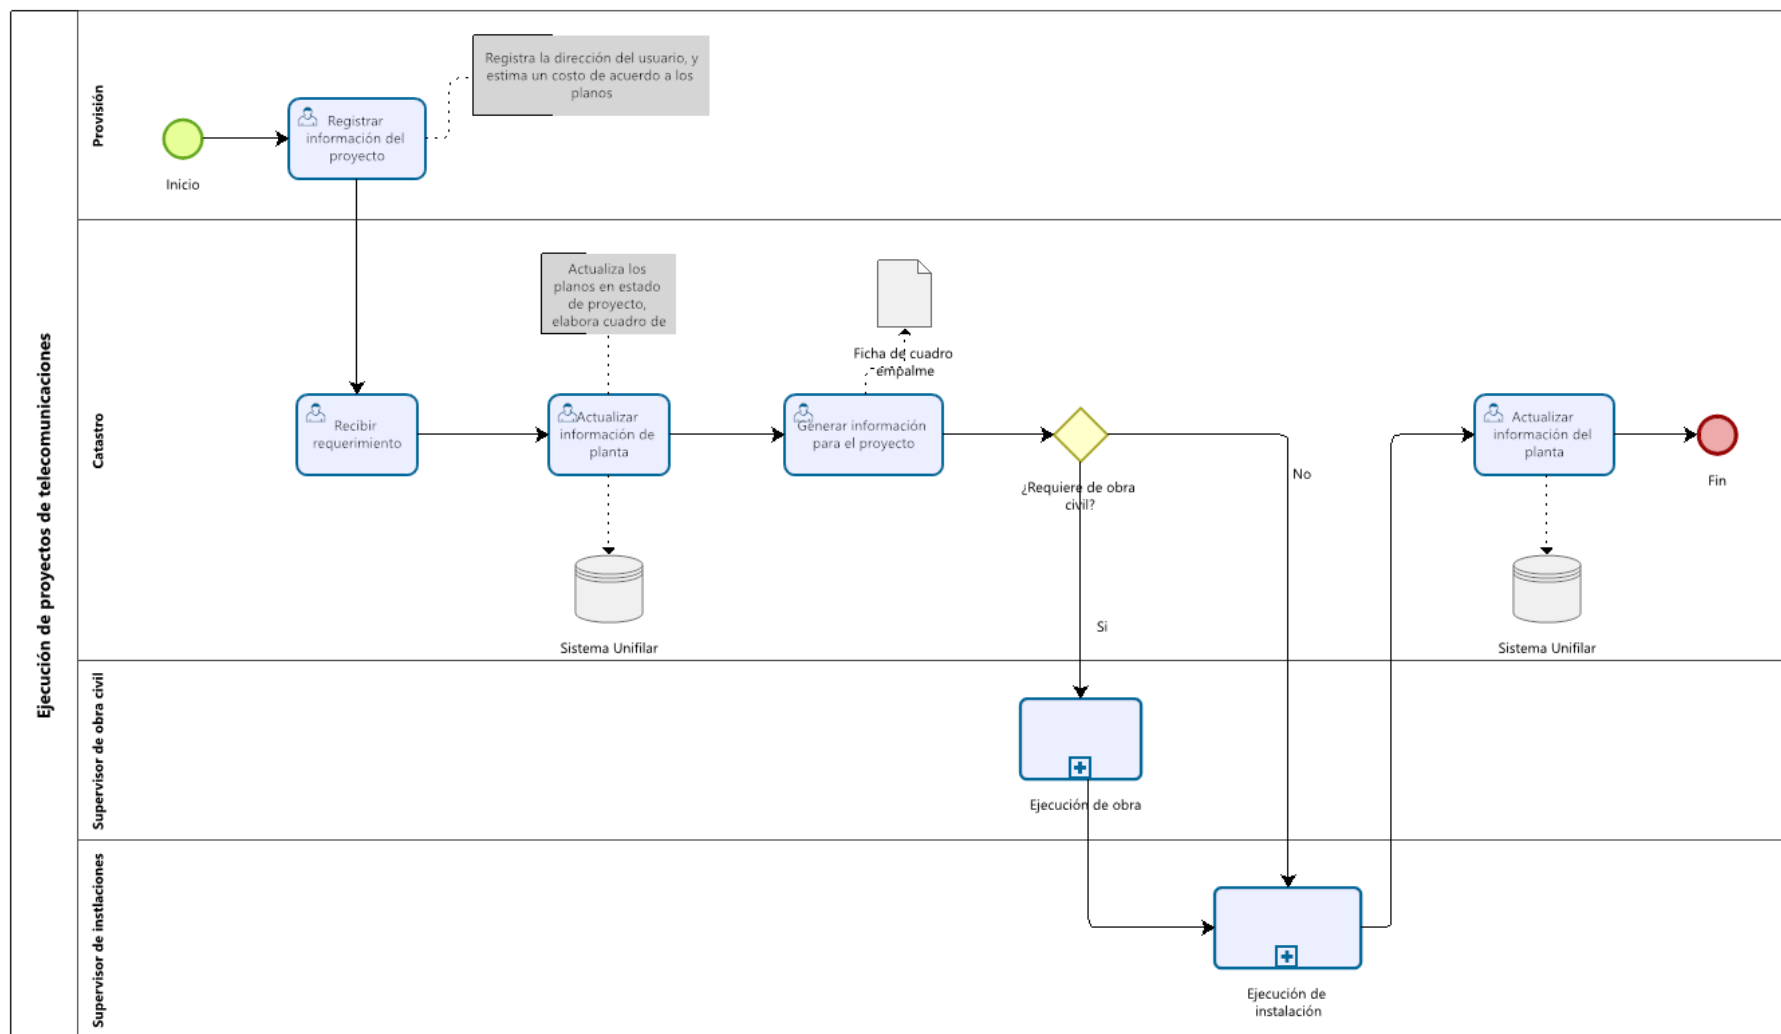 Ejecución de proyectos de telecomunicaciones
Provisión
Inicio
Registrar
información del
proyecto
Registra la dirección del usuario, y
estima un costo de acuerdo a los
planos
Catastro
Recibir
requerimiento
Actualiza los
planos en estado
de proyecto,
elabora cuadro de
Actualizar
información de
planta
Sistema Unifilar
Ficha de cuadro
empalme
Generar información
para el proyecto
¿Requiere de obra
civil?
No
Si
Actualizar
información del
planta
Sistema Unifilar
Fin
Supervisor de obra civil
Ejecución de obra
Supervisor de instlaciones
Ejecución de
instalación